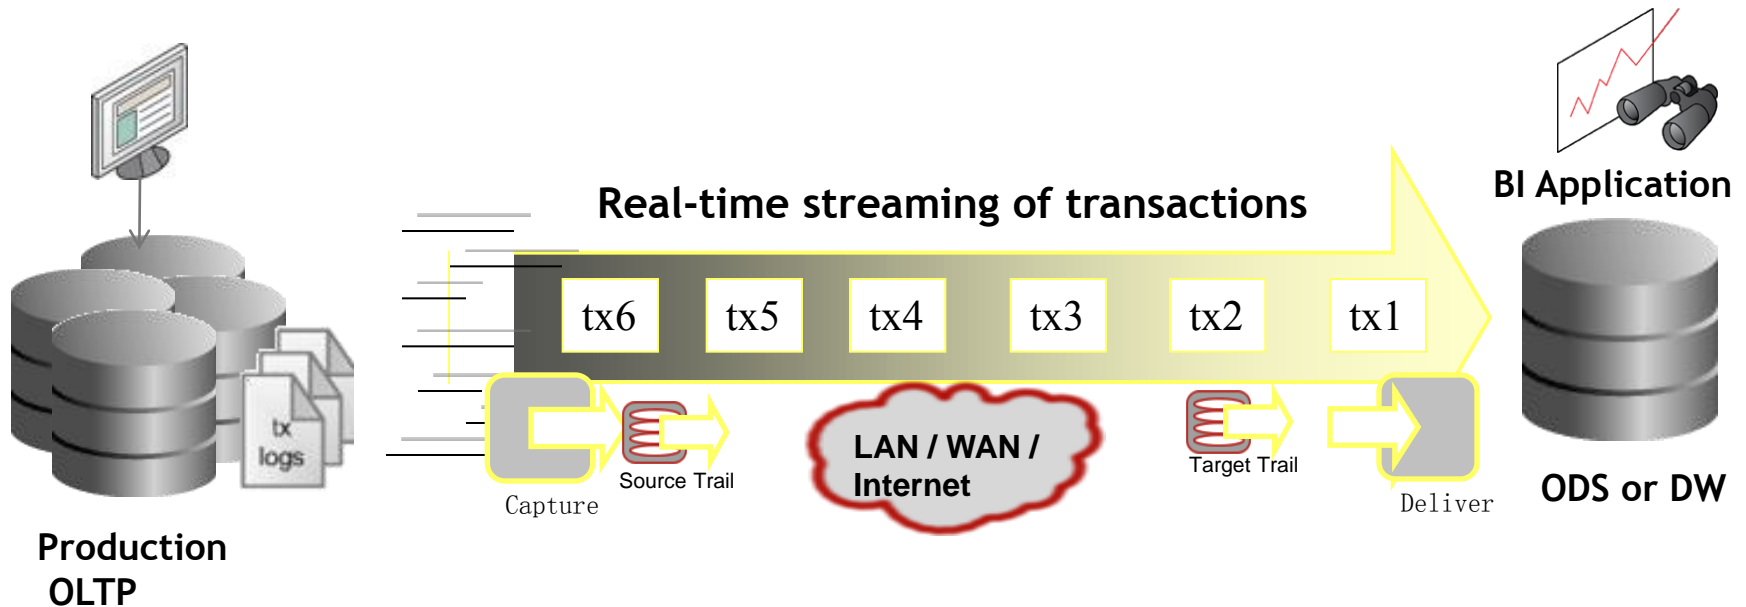 BI Application
Real-time streaming of transactions
tx6
tx5
tx4
tx3
tx2
tx1
tx
logs
LAN / WAN /
Internet
Source Trail
Target Trail
Capture
Deliver
ODS or DW
Production
OLTP